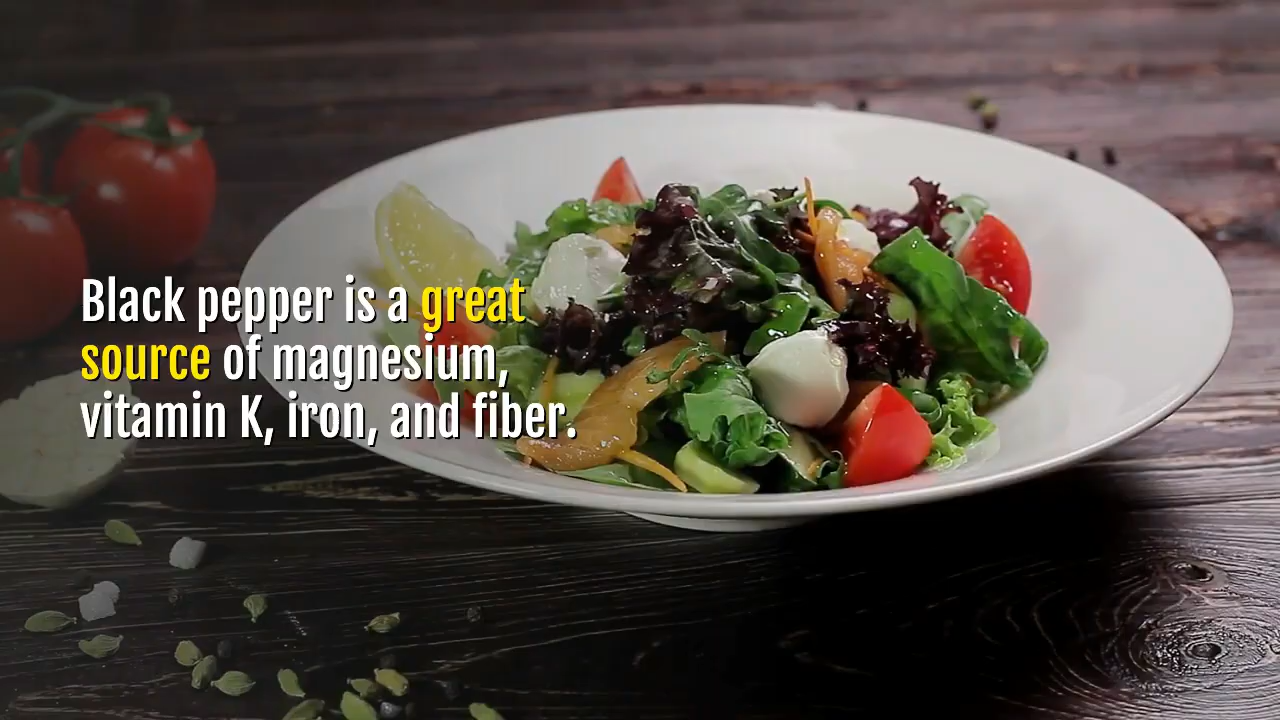 Black pepper is a great
source of magnesium,
vitamin K, iron, and fiber.